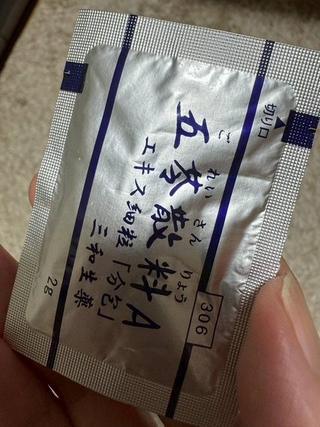 切り口
ごれいさんりょう
五苓散料A
306
エキス細粒「分包」
三和生薬
2g